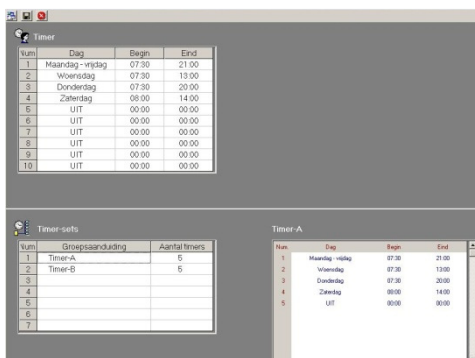 Timer
Num Dag Begin Eind
1 Maandag - vrijdag 07:30 21:00
2 Woensdag 07:30 13:00
3 Donderdag 07:30 20:00
4 Zaterdag 08:00 14:00
5 UIT 00:00 00:00
6 UIT 00:00 00:00
7 UIT 00:00 00:00
8 UIT 00:00 00:00
9 UIT 00:00 00:00
10 UIT 00:00 00:00
Timer-sets
Num Groepsaanduiding Aantal timers
1 Timer-A 5
2 Timer-B 5
3
4
5
6
7
Timer-A
Num Dag Begin Eind
1 Maandag - vrijdag 07:30 21:00
2 Woensdag 07:30 13:00
3 Donderdag 07:30 20:00
4 Zaterdag 08:00 14:00
5 UIT 00:00 00:00